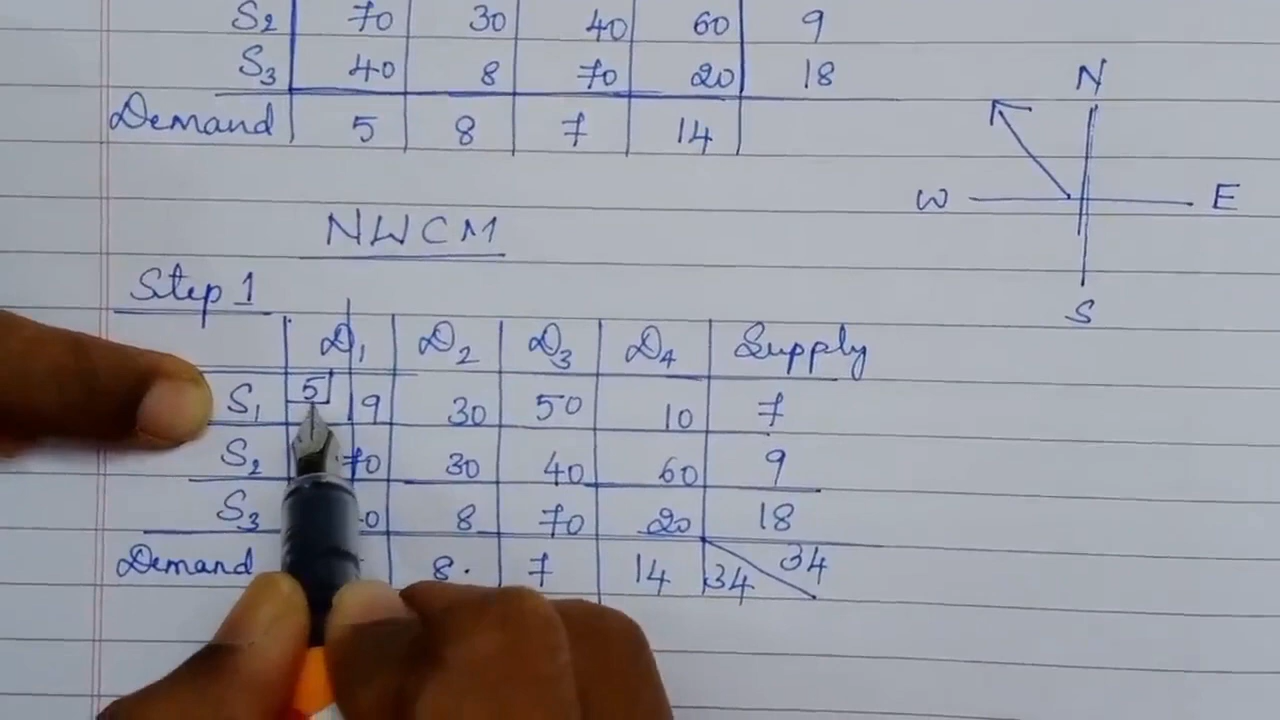 S2 70 30 40 60 9
S3 40 8 70 20 18
Demand 5 8 7 14
N
W E
S
NWCM
Step 1
D1 D2 D3 D4 Supply
S1 5 9 30 50 10 7
S2 70 30 40 60 9
S3 0 8 70 20 18
Demand 8 7 14 34 34